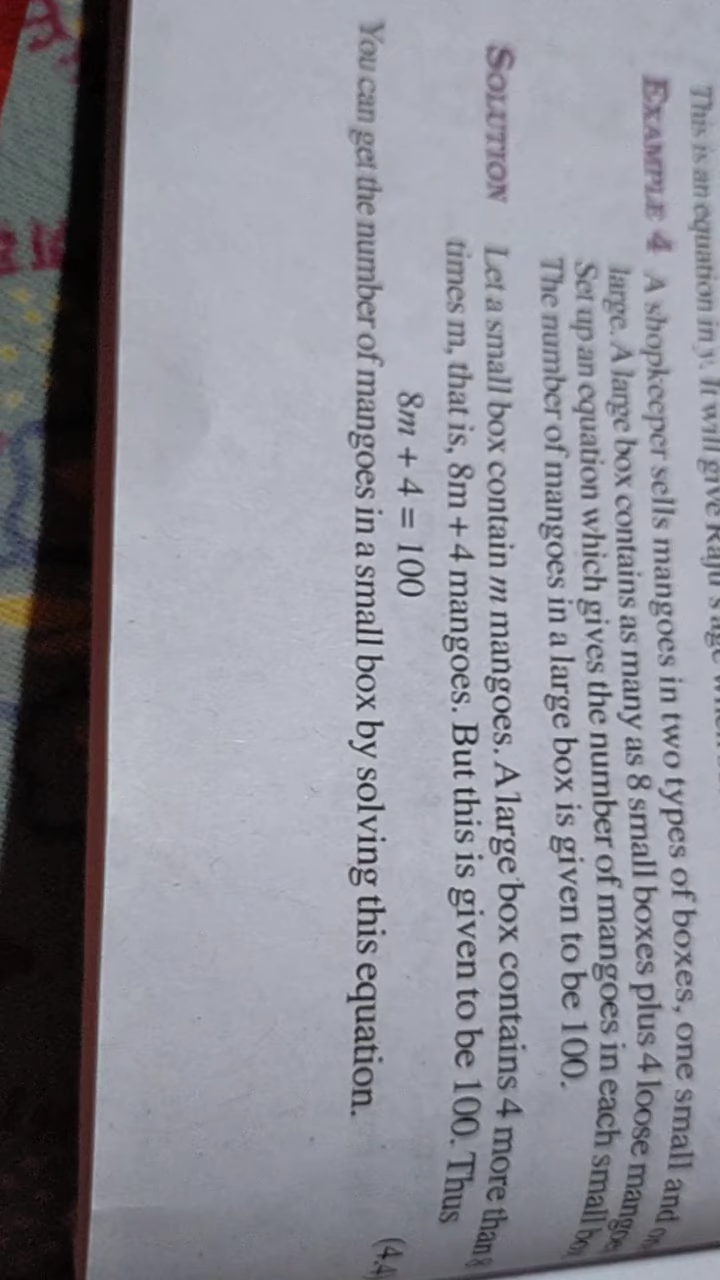 This is an equation in y. It will give Raju's age
EXAMPLE 4 A shopkeeper sells mangoes in two types of boxes, one small and
large. A large box contains as many as 8 small boxes plus 4 loose
Set up an equation which gives the number of mangoes in each small
The number of mangoes in a large box is given to be 100.
SOLUTION Let a small box contain m mangoes. A large box contains 4 more than 8
times m, that is, 8m + 4 mangoes. But this is given to be 100. Thus
8m + 4 = 100
(4.4)
You can get the number of mangoes in a small box by solving this equation.